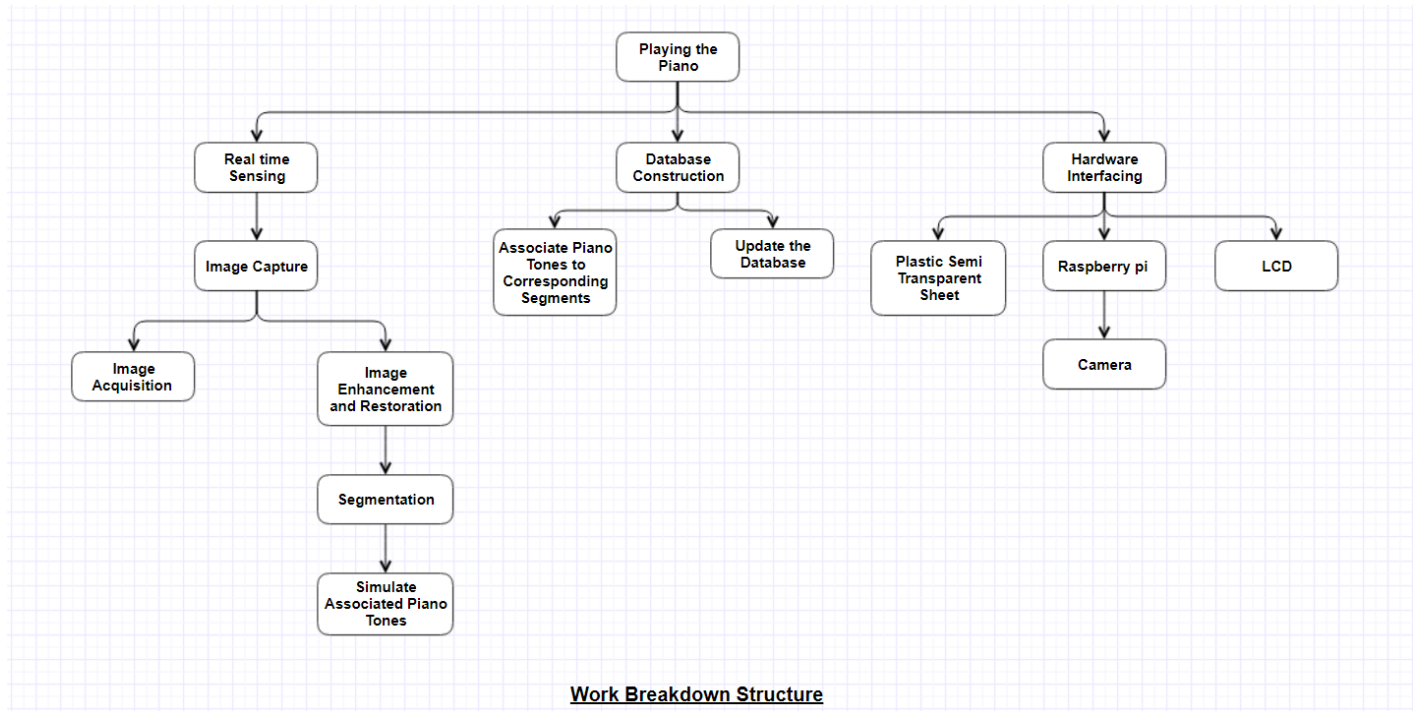 Playing the
Piano
Real time
Sensing
Database
Construction
Hardware
Interfacing
Image Capture
Associate Piano
Tones to
Corresponding
Segments
Update the
Database
Plastic Semi
Transparent
Sheet
Raspberry pi
LCD
Image
Acquisition
Image
Enhancement
and Restoration
Camera
Segmentation
Simulate
Associated Piano
Tones
Work Breakdown Structure